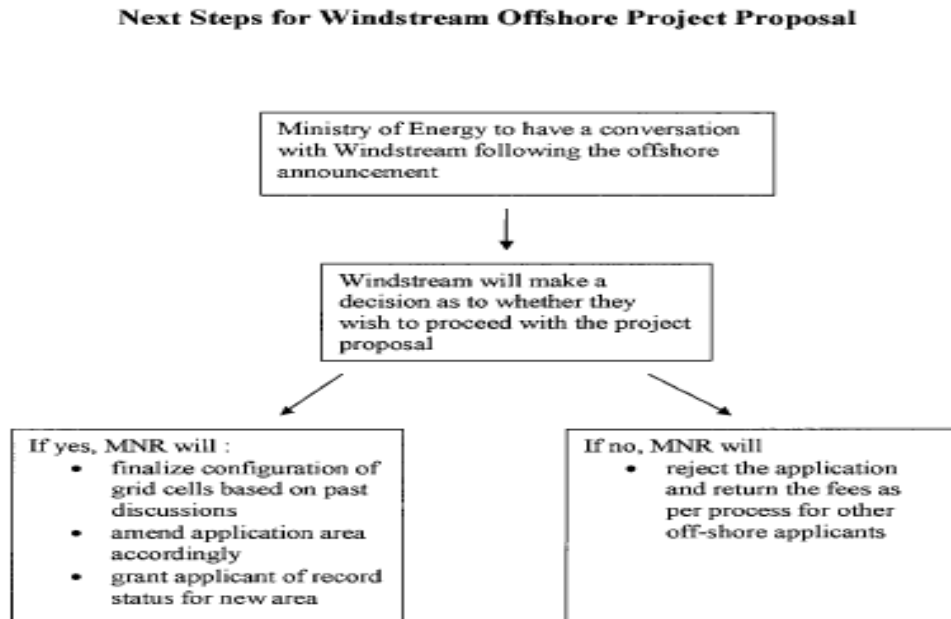 Next Steps for Windstream Offshore Project Proposal
Ministry of Energy to have a conversation
with Windstream following the offshore
announcement
Windstream will make a
decision as to whether they
wish to proceed with the project
proposal
If yes, MNR will :
• finalize configuration of
grid cells based on past
discussions
• amend application area
accordingly
• grant applicant of record
status for new area
If no, MNR will
• reject the application
and return the fees as
per process for other
off-shore applicants